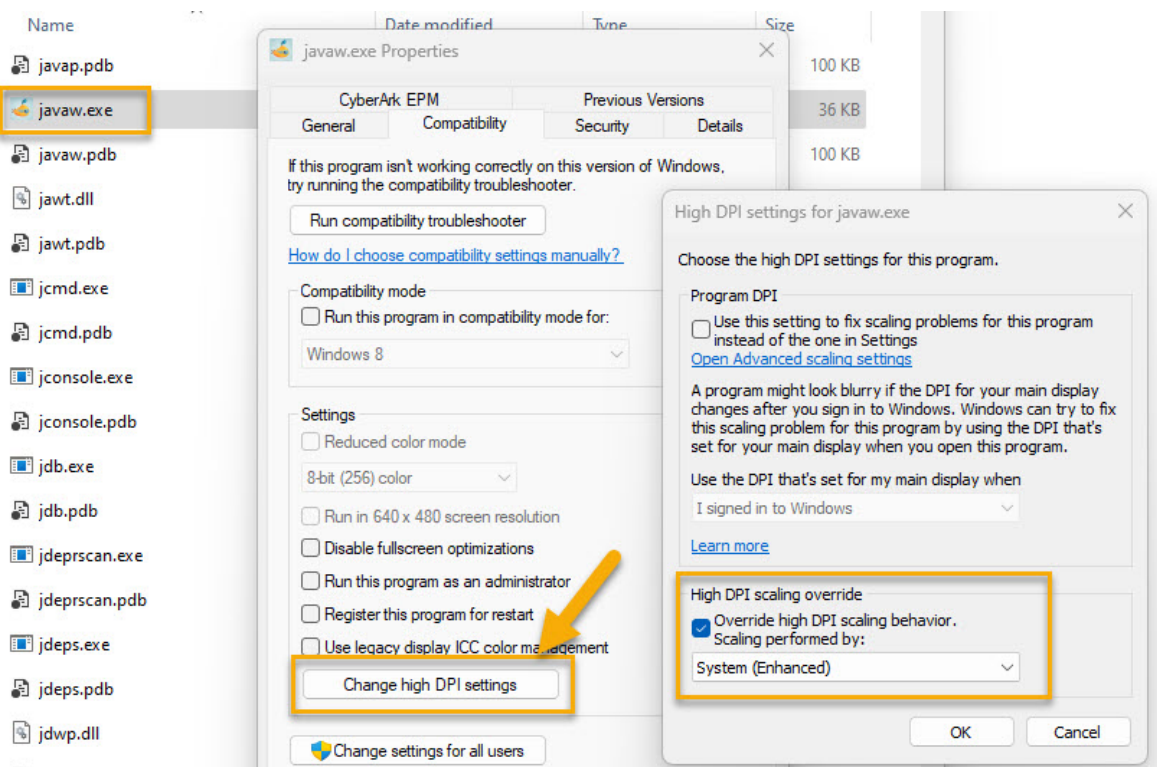 Name
Date modified
Type
Size
javap.pdb
100 KB
javaw.exe
36 KB
javaw.pdb
100 KB
jawt.dll
jawt.pdb
jcmd.exe
jcmd.pdb
jconsole.exe
jconsole.pdb
jdb.exe
jdb.pdb
jdeprscan.exe
jdeprscan.pdb
jdeps.exe
jdeps.pdb
jdwp.dll
javaw.exe Properties
CyberArk EPM
Previous Versions
General
Compatibility
Security
Details
If this program isn't working correctly on this version of Windows,
try running the compatibility troubleshooter.
Run compatibility troubleshooter
How do I choose compatibility settings manually?
Compatibility mode
Run this program in compatibility mode for:
Windows 8
Settings
Reduced color mode
8-bit (256) color
Run in 640 x 480 screen resolution
Disable fullscreen optimizations
Run this program as an administrator
Register this program for restart
Use legacy display ICC color management
Change high DPI settings
Change settings for all users
High DPI settings for javaw.exe
Choose the high DPI settings for this program.
Program DPI
Use this setting to fix scaling problems for this program
instead of the one in Settings
Open Advanced scaling settings
A program might look blurry if the DPI for your main display
changes after you sign in to Windows. Windows can try to fix
this scaling problem for this program by using the DPI that's
set for your main display when you open this program.
Use the DPI that's set for my main display when
I signed in to Windows
Learn more
High DPI scaling override
Override high DPI scaling behavior.
Scaling performed by:
System (Enhanced)
OK
Cancel